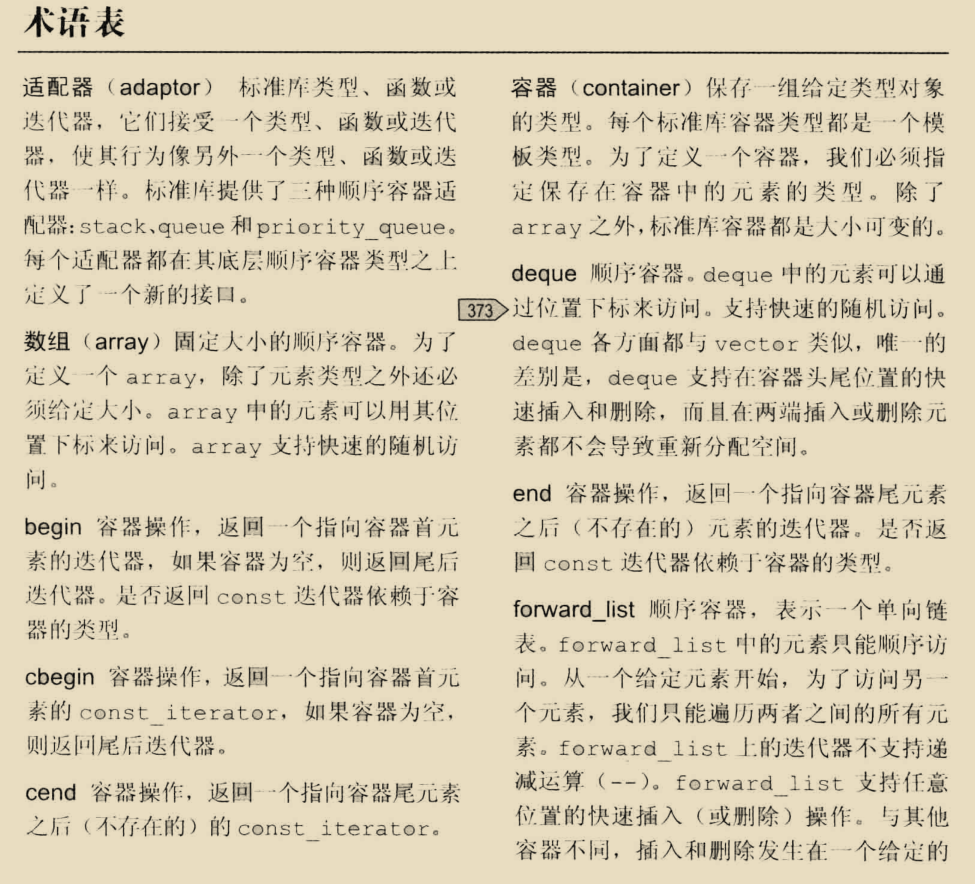 术语表
适配器（adaptor） 标准库类型、函数或
迭代器，它们接受一个类型、函数或迭代
器，使其行为像另外一个类型、函数或迭
代器一样。标准库提供了三种顺序容器适
配器：stack、queue 和 priority_queue。
每个适配器都在其底层顺序容器类型之上
定义了一个新的接口。
数组（array）固定大小的顺序容器。为了
定义一个 array，除了元素类型之外还必
须给定大小。array 中的元素可以用其位
置下标来访问。array 支持快速的随机访
问。
begin 容器操作，返回一个指向容器首元
素的迭代器，如果容器为空，则返回尾后
迭代器。是否返回 const 迭代器依赖于容
器的类型。
cbegin 容器操作，返回一个指向容器首元
素的 const_iterator，如果容器为空，
则返回尾后迭代器。
cend 容器操作，返回一个指向容器尾元素
之后（不存在的）的 const_iterator。
容器（container）保存一组给定类型对象
的类型。每个标准库容器类型都是一个模
板类型。为了定义一个容器，我们必须指
定保存在容器中的元素的类型。除了
array 之外，标准库容器都是大小可变的。
deque 顺序容器。deque 中的元素可以通
373
过位置下标来访问。支持快速的随机访问。
deque 各方面都与 vector 类似，唯一的
差别是，deque 支持在容器头尾位置的快
速插入和删除，而且在两端插入或删除元
素都不会导致重新分配空间。
end 容器操作，返回一个指向容器尾元素
之后（不存在的）元素的迭代器。是否返
回 const 迭代器依赖于容器的类型。
forward_list 顺序容器，表示一个单向链
表。forward_list 中的元素只能顺序访
问。从一个给定元素开始，为了访问另一
个元素，我们只能遍历两者之间的所有元
素。forward_list 上的迭代器不支持递
减运算（--）。forward_list 支持任意
位置的快速插入（或删除）操作。与其他
容器不同，插入和删除发生在一个给定的